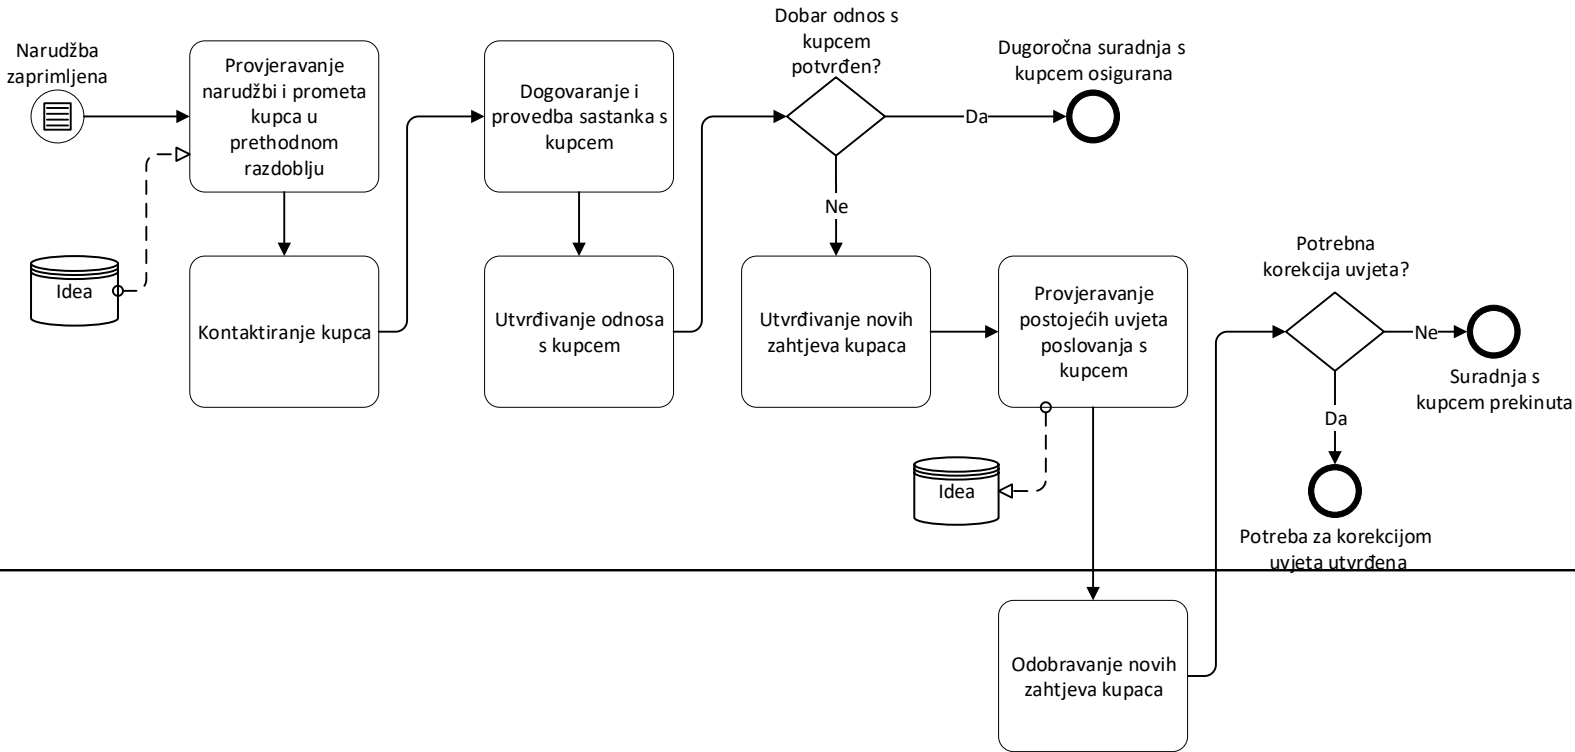 Narudžba
zaprimljena
Provjeravanje
narudžbi i prometa
kupca u
prethodnom
razdoblju
Dogovaranje i
provedba sastanka s
kupcem
Dobar odnos s
kupcem
potvrđen?
Da
Dugoročna suradnja s
kupcem osigurana
Ne
Idea
Kontaktiranje kupca
Utvrđivanje odnosa
s kupcem
Utvrđivanje novih
zahtjeva kupaca
Provjeravanje
postojećih uvjeta
poslovanja s
kupcem
Idea
Potrebna
korekcija uvjeta?
Ne
Suradnja s
kupcem prekinuta
Da
Potreba za korekcijom
uvjeta utvrđena
Odobravanje novih
zahtjeva kupaca